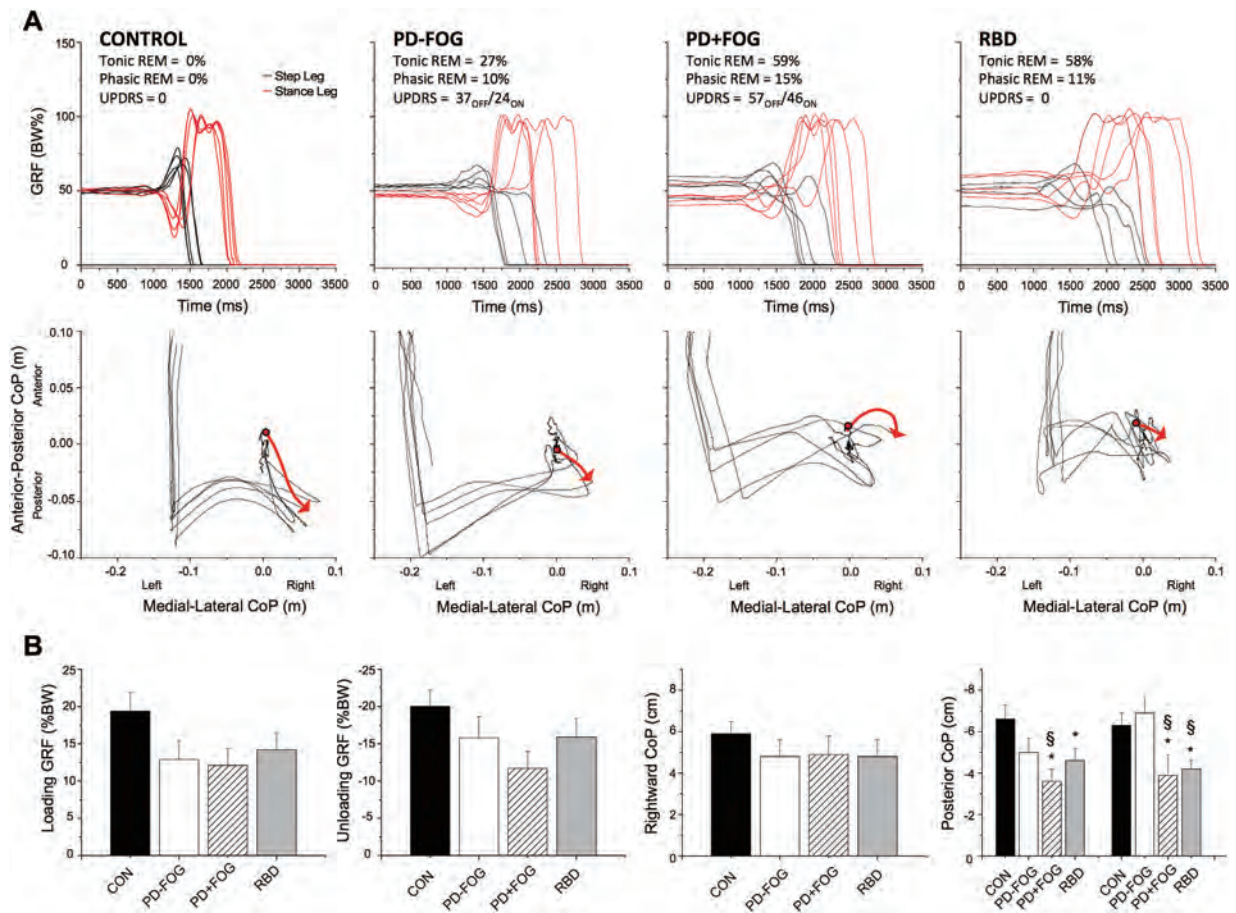 A
CONTROL
Tonic REM = 0%
Phasic REM = 0%
UPDRS = 0
Step Leg
Stance Leg
PD-FOG
Tonic REM = 27%
Phasic REM = 10%
UPDRS = 37OFF/24ON
PD+FOG
Tonic REM = 59%
Phasic REM = 15%
UPDRS = 57OFF/46ON
RBD
Tonic REM = 58%
Phasic REM = 11%
UPDRS = 0
GRF (BW%)
150
100
50
0
0 500 1000 1500 2000 2500 3000 3500
0 500 1000 1500 2000 2500 3000 3500
0 500 1000 1500 2000 2500 3000 3500
0 500 1000 1500 2000 2500 3000 3500
Time (ms)
Time (ms)
Time (ms)
Time (ms)
Anterior-Posterior CoP (m)
Anterior
Posterior
0.10
0.05
0.00
-0.05
-0.10
-0.2 -0.1 0.0 0.1
-0.2 -0.1 0.0 0.1
-0.2 -0.1 0.0 0.1
-0.2 -0.1 0.0 0.1
Left Right
Left Right
Left Right
Left Right
Medial-Lateral CoP (m)
Medial-Lateral CoP (m)
Medial-Lateral CoP (m)
Medial-Lateral CoP (m)
B
Loading GRF (%BW)
25
20
15
10
5
0
CON PD-FOG PD+FOG RBD
Unloading GRF (%BW)
-25
-20
-15
-10
-5
0
CON PD-FOG PD+FOG RBD
Rightward CoP (cm)
8
6
4
2
0
CON PD-FOG PD+FOG RBD
Posterior CoP (cm)
-8
-6
-4
-2
0
§
* *
§ §
* *
CON PD-FOG PD+FOG RBD CON PD-FOG PD+FOG RBD